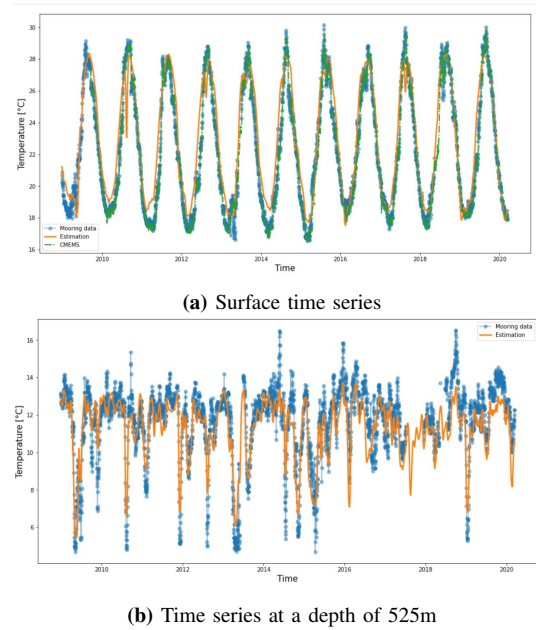 30
28
26
24
22
20
18
16
Temperature [°C]
Mooring data
Estimation
CMEMS
2010
2012
2014
2016
2018
2020
Time
(a) Surface time series
16
14
12
10
8
6
Temperature [°C]
Mooring data
Estimation
2010
2012
2014
2016
2018
2020
Time
(b) Time series at a depth of 525m